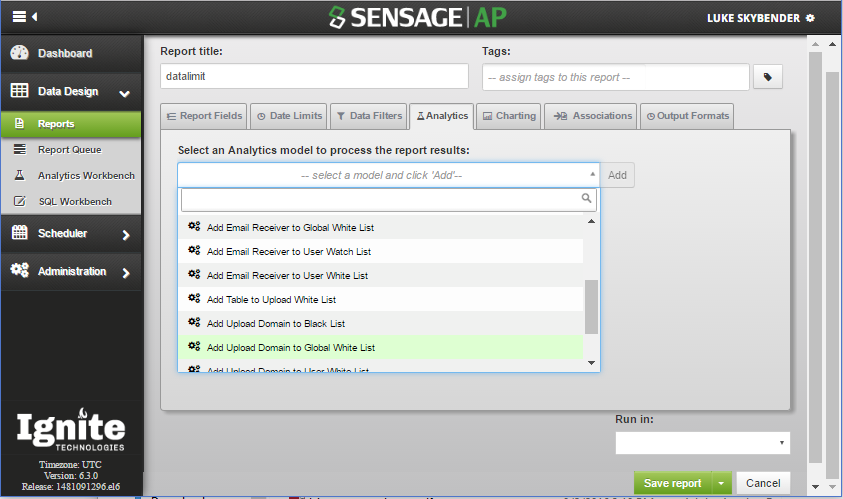 SENSAGE AP
LUKE SKYBENDER
Dashboard
Data Design
Reports
Report Queue
Analytics Workbench
SQL Workbench
Scheduler
Administration
Ignite
TECHNOLOGIES
Timezone: UTC
Version: 6.3.0
Release: 1481091296.el6
Report title:
Tags:
datalimit
-- assign tags to this report --
Report Fields
Date Limits
Data Filters
Analytics
Charting
Associations
Output Formats
Select an Analytics model to process the report results:
-- select a model and click 'Add'--
Add
Add Email Receiver to Global White List
Add Email Receiver to User Watch List
Add Email Receiver to User White List
Add Table to Upload White List
Add Upload Domain to Black List
Add Upload Domain to Global White List
Add Upload Domain to User White List
Run in:
Save report
Cancel